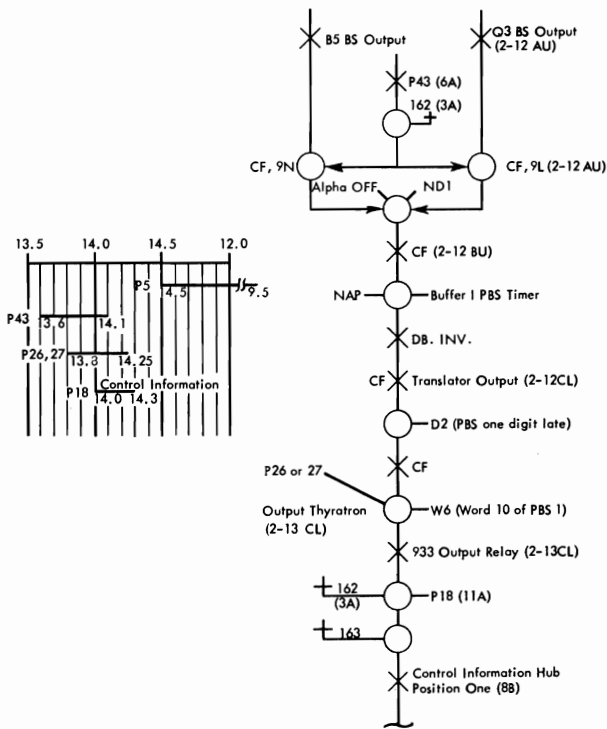 B5 BS Output
Q3 BS Output
(2-12 AU)
P43 (6A)
162 (3A)
CF, 9N
CF, 9L (2-12 AU)
Alpha OFF
ND1
CF (2-12 BU)
13.5 14.0 14.5 12.0
P5
14.5 9.5
NAP
Buffer I PBS Timer
P43
13.6 14.1
DB. INV.
P26,27
13.8 14.25
Control Information
P18
14.0 14.3
CF
Translator Output (2-12CL)
D2 (PBS one digit late)
CF
P26 or 27
Output Thyratron
(2-13 CL)
W6 (Word 10 of PBS 1)
933 Output Relay (2-13CL)
162
(3A)
P18 (11A)
163
Control Information Hub
Position One (8B)